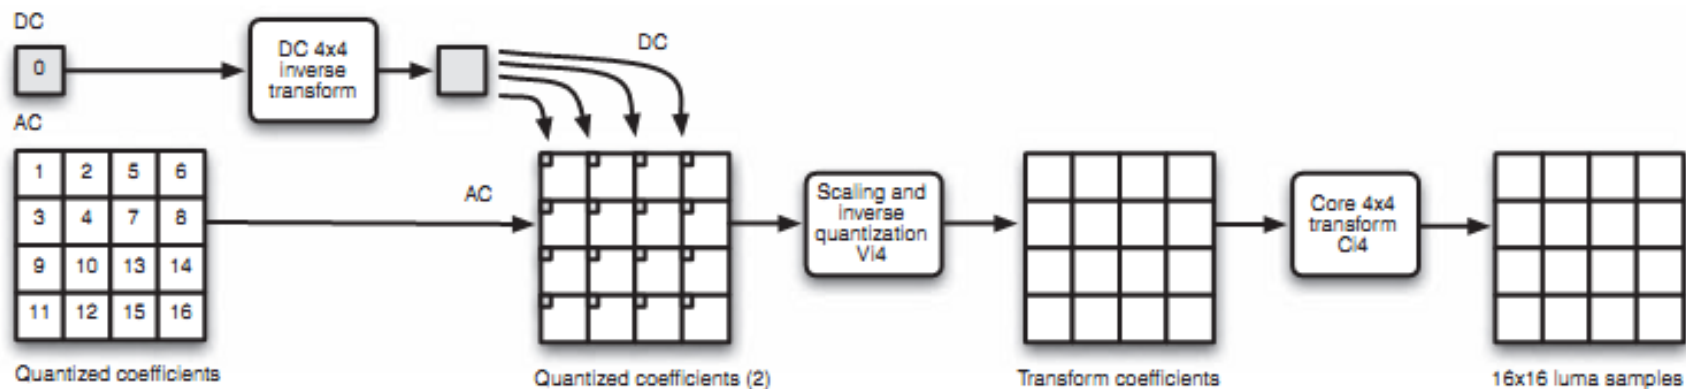 DC
0
DC 4x4
inverse
transform
DC
AC
1 2 5 6
3 4 7 8
9 10 13 14
11 12 15 16
AC
Scaling and
inverse
quantization
Vi4
Core 4x4
transform
Ci4
Quantized coefficients
Quantized coefficients (2)
Transform coefficients
16x16 luma samples